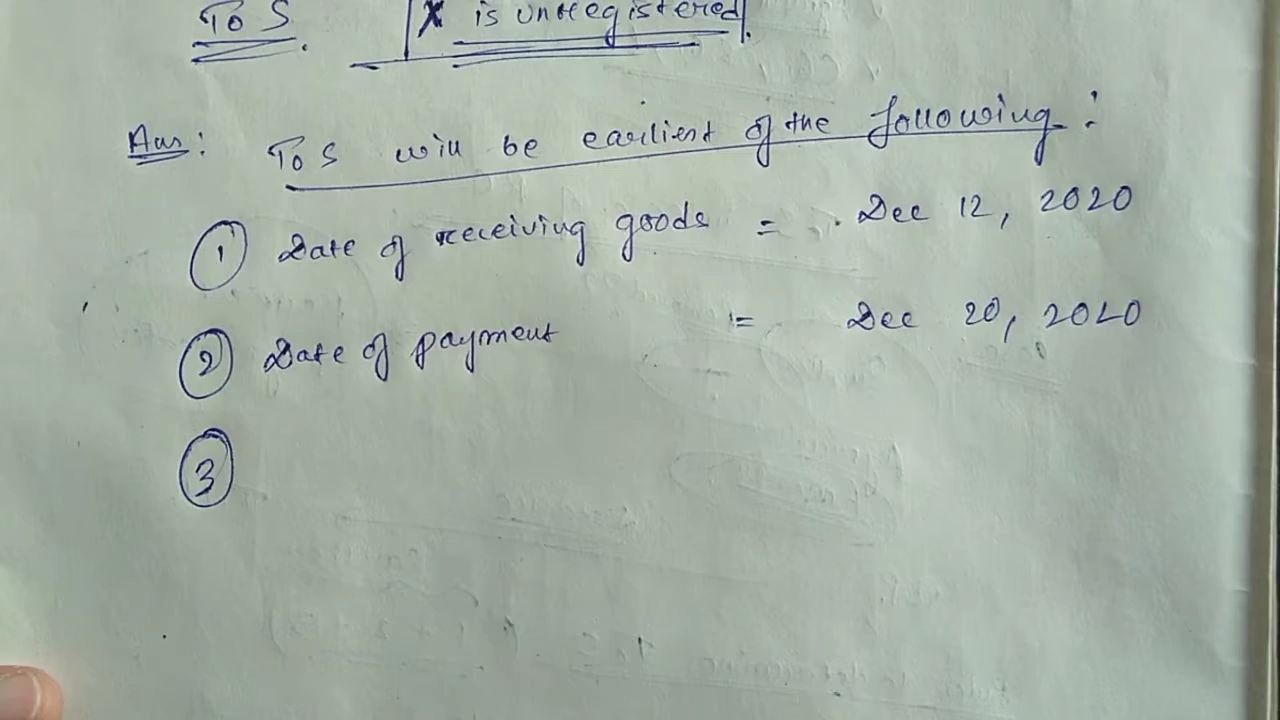 ToS. X is unregistered.
Ans: ToS will be earliest of the following:
1 Date of receiving goods = Dec 12, 2020
2 Date of payment = Dec 20, 2020
3